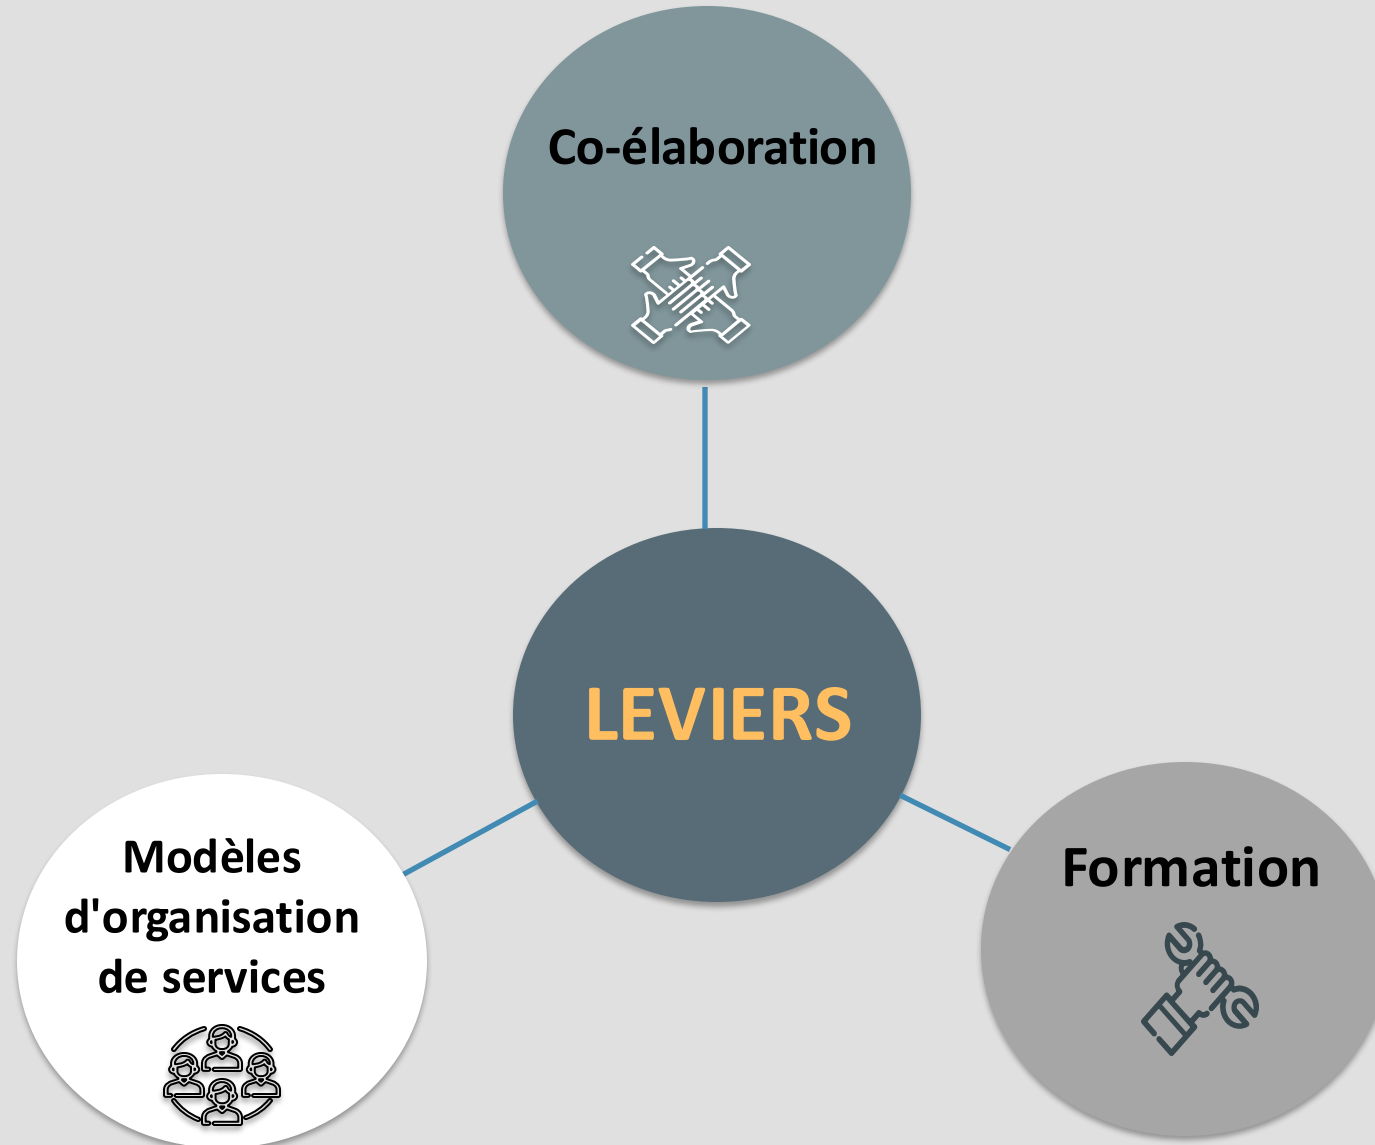 Co-élaboration
LEVIERS
Modèles
d'organisation
de services
Formation